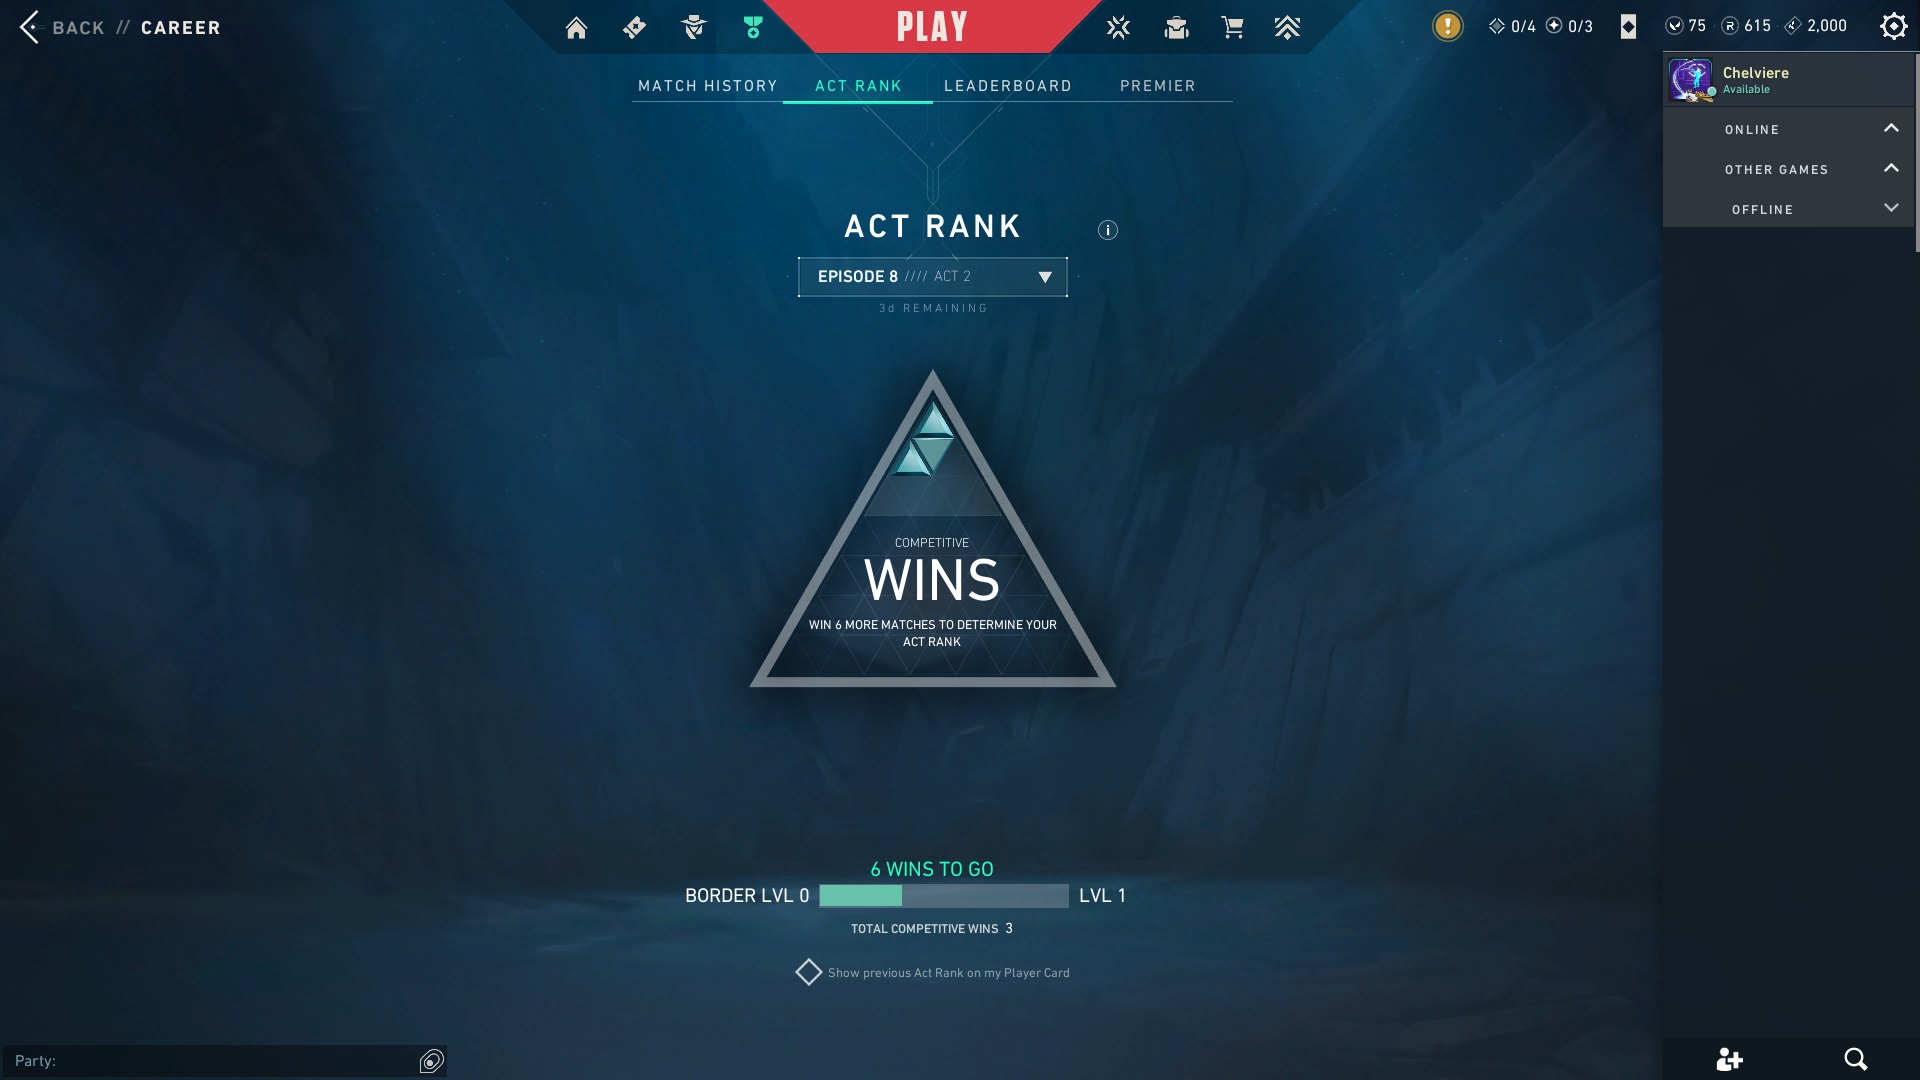 BACK // CAREER
PLAY
0/4 0/3
75 R 615 2,000
MATCH HISTORY ACT RANK LEADERBOARD PREMIER
Chelviere
Available
ONLINE
OTHER GAMES
OFFLINE
ACT RANK
i
EPISODE 8 //// ACT 2
3d REMAINING
COMPETITIVE
WINS
WIN 6 MORE MATCHES TO DETERMINE YOUR
ACT RANK
6 WINS TO GO
BORDER LVL 0 LVL 1
TOTAL COMPETITIVE WINS 3
Show previous Act Rank on my Player Card
Party: